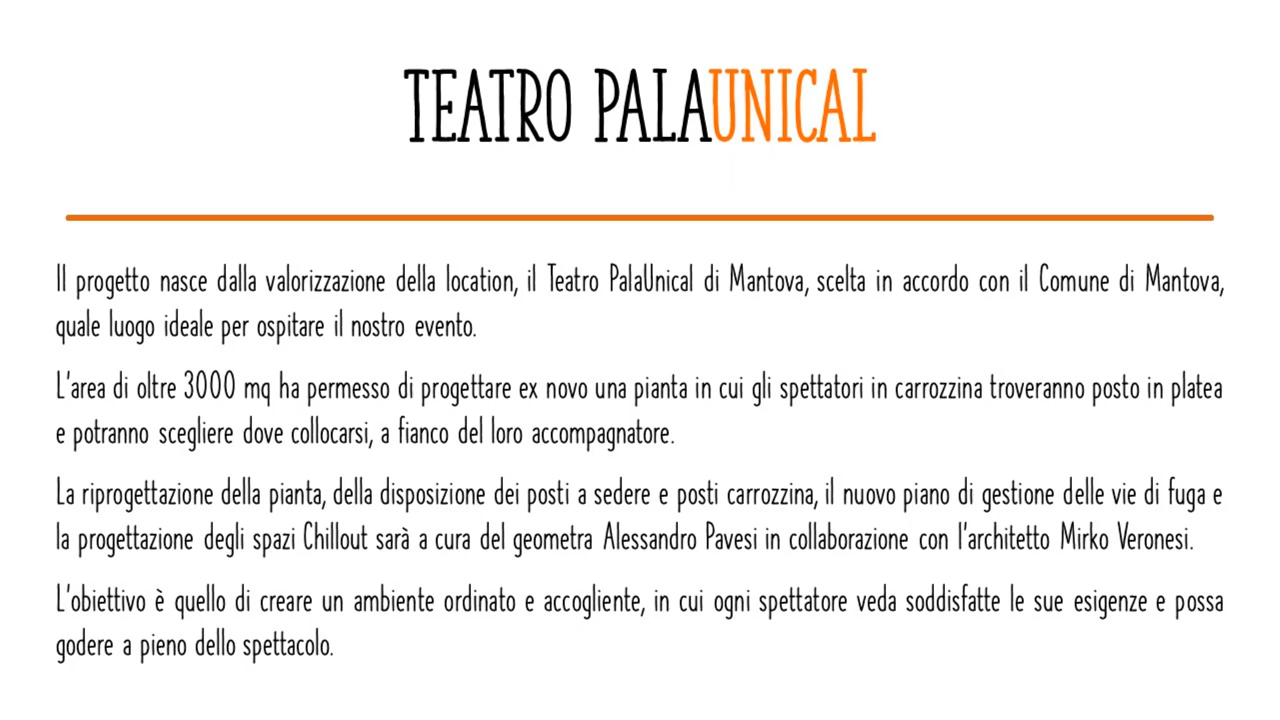 TEATRO PALAUNICAL
Il progetto nasce dalla valorizzazione della location, il Teatro PalaUnical di Mantova, scelta in accordo con il Comune di Mantova,
quale luogo ideale per ospitare il nostro evento.
L'area di oltre 3000 mq ha permesso di progettare ex novo una pianta in cui gli spettatori in carrozzina troveranno posto in platea
e potranno scegliere dove collocarsi, a fianco del loro accompagnatore.
La riprogettazione della pianta, della disposizione dei posti a sedere e posti carrozzina, il nuovo piano di gestione delle vie di fuga e
la progettazione degli spazi Chillout sarà a cura del geometra Alessandro Pavesi in collaborazione con l'architetto Mirko Veronesi.
L'obiettivo è quello di creare un ambiente ordinato e accogliente, in cui ogni spettatore veda soddisfatte le sue esigenze e possa
godere a pieno dello spettacolo.